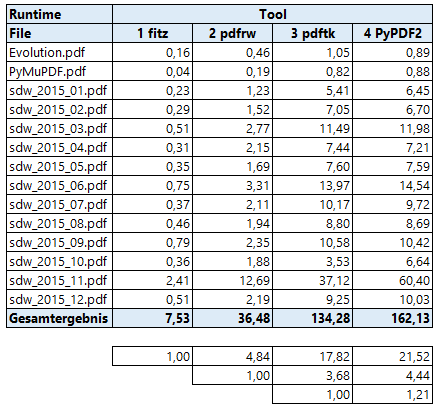 Runtime Tool
File 1 fitz 2 pdfrw 3 pdftk 4 PyPDF2
Evolution.pdf 0,16 0,46 1,05 0,89
PyMuPDF.pdf 0,04 0,19 0,82 0,88
sdw_2015_01.pdf 0,23 1,23 5,41 6,45
sdw_2015_02.pdf 0,29 1,52 7,05 6,70
sdw_2015_03.pdf 0,51 2,77 11,49 11,98
sdw_2015_04.pdf 0,31 2,15 7,44 7,21
sdw_2015_05.pdf 0,35 1,69 7,60 7,59
sdw_2015_06.pdf 0,75 3,31 13,97 14,54
sdw_2015_07.pdf 0,37 2,11 10,17 9,72
sdw_2015_08.pdf 0,46 1,94 8,80 8,69
sdw_2015_09.pdf 0,79 2,35 10,58 10,42
sdw_2015_10.pdf 0,36 1,88 3,53 6,64
sdw_2015_11.pdf 2,41 12,69 37,12 60,40
sdw_2015_12.pdf 0,51 2,19 9,25 10,03
Gesamtergebnis 7,53 36,48 134,28 162,13
1,00 4,84 17,82 21,52
1,00 3,68 4,44
1,00 1,21